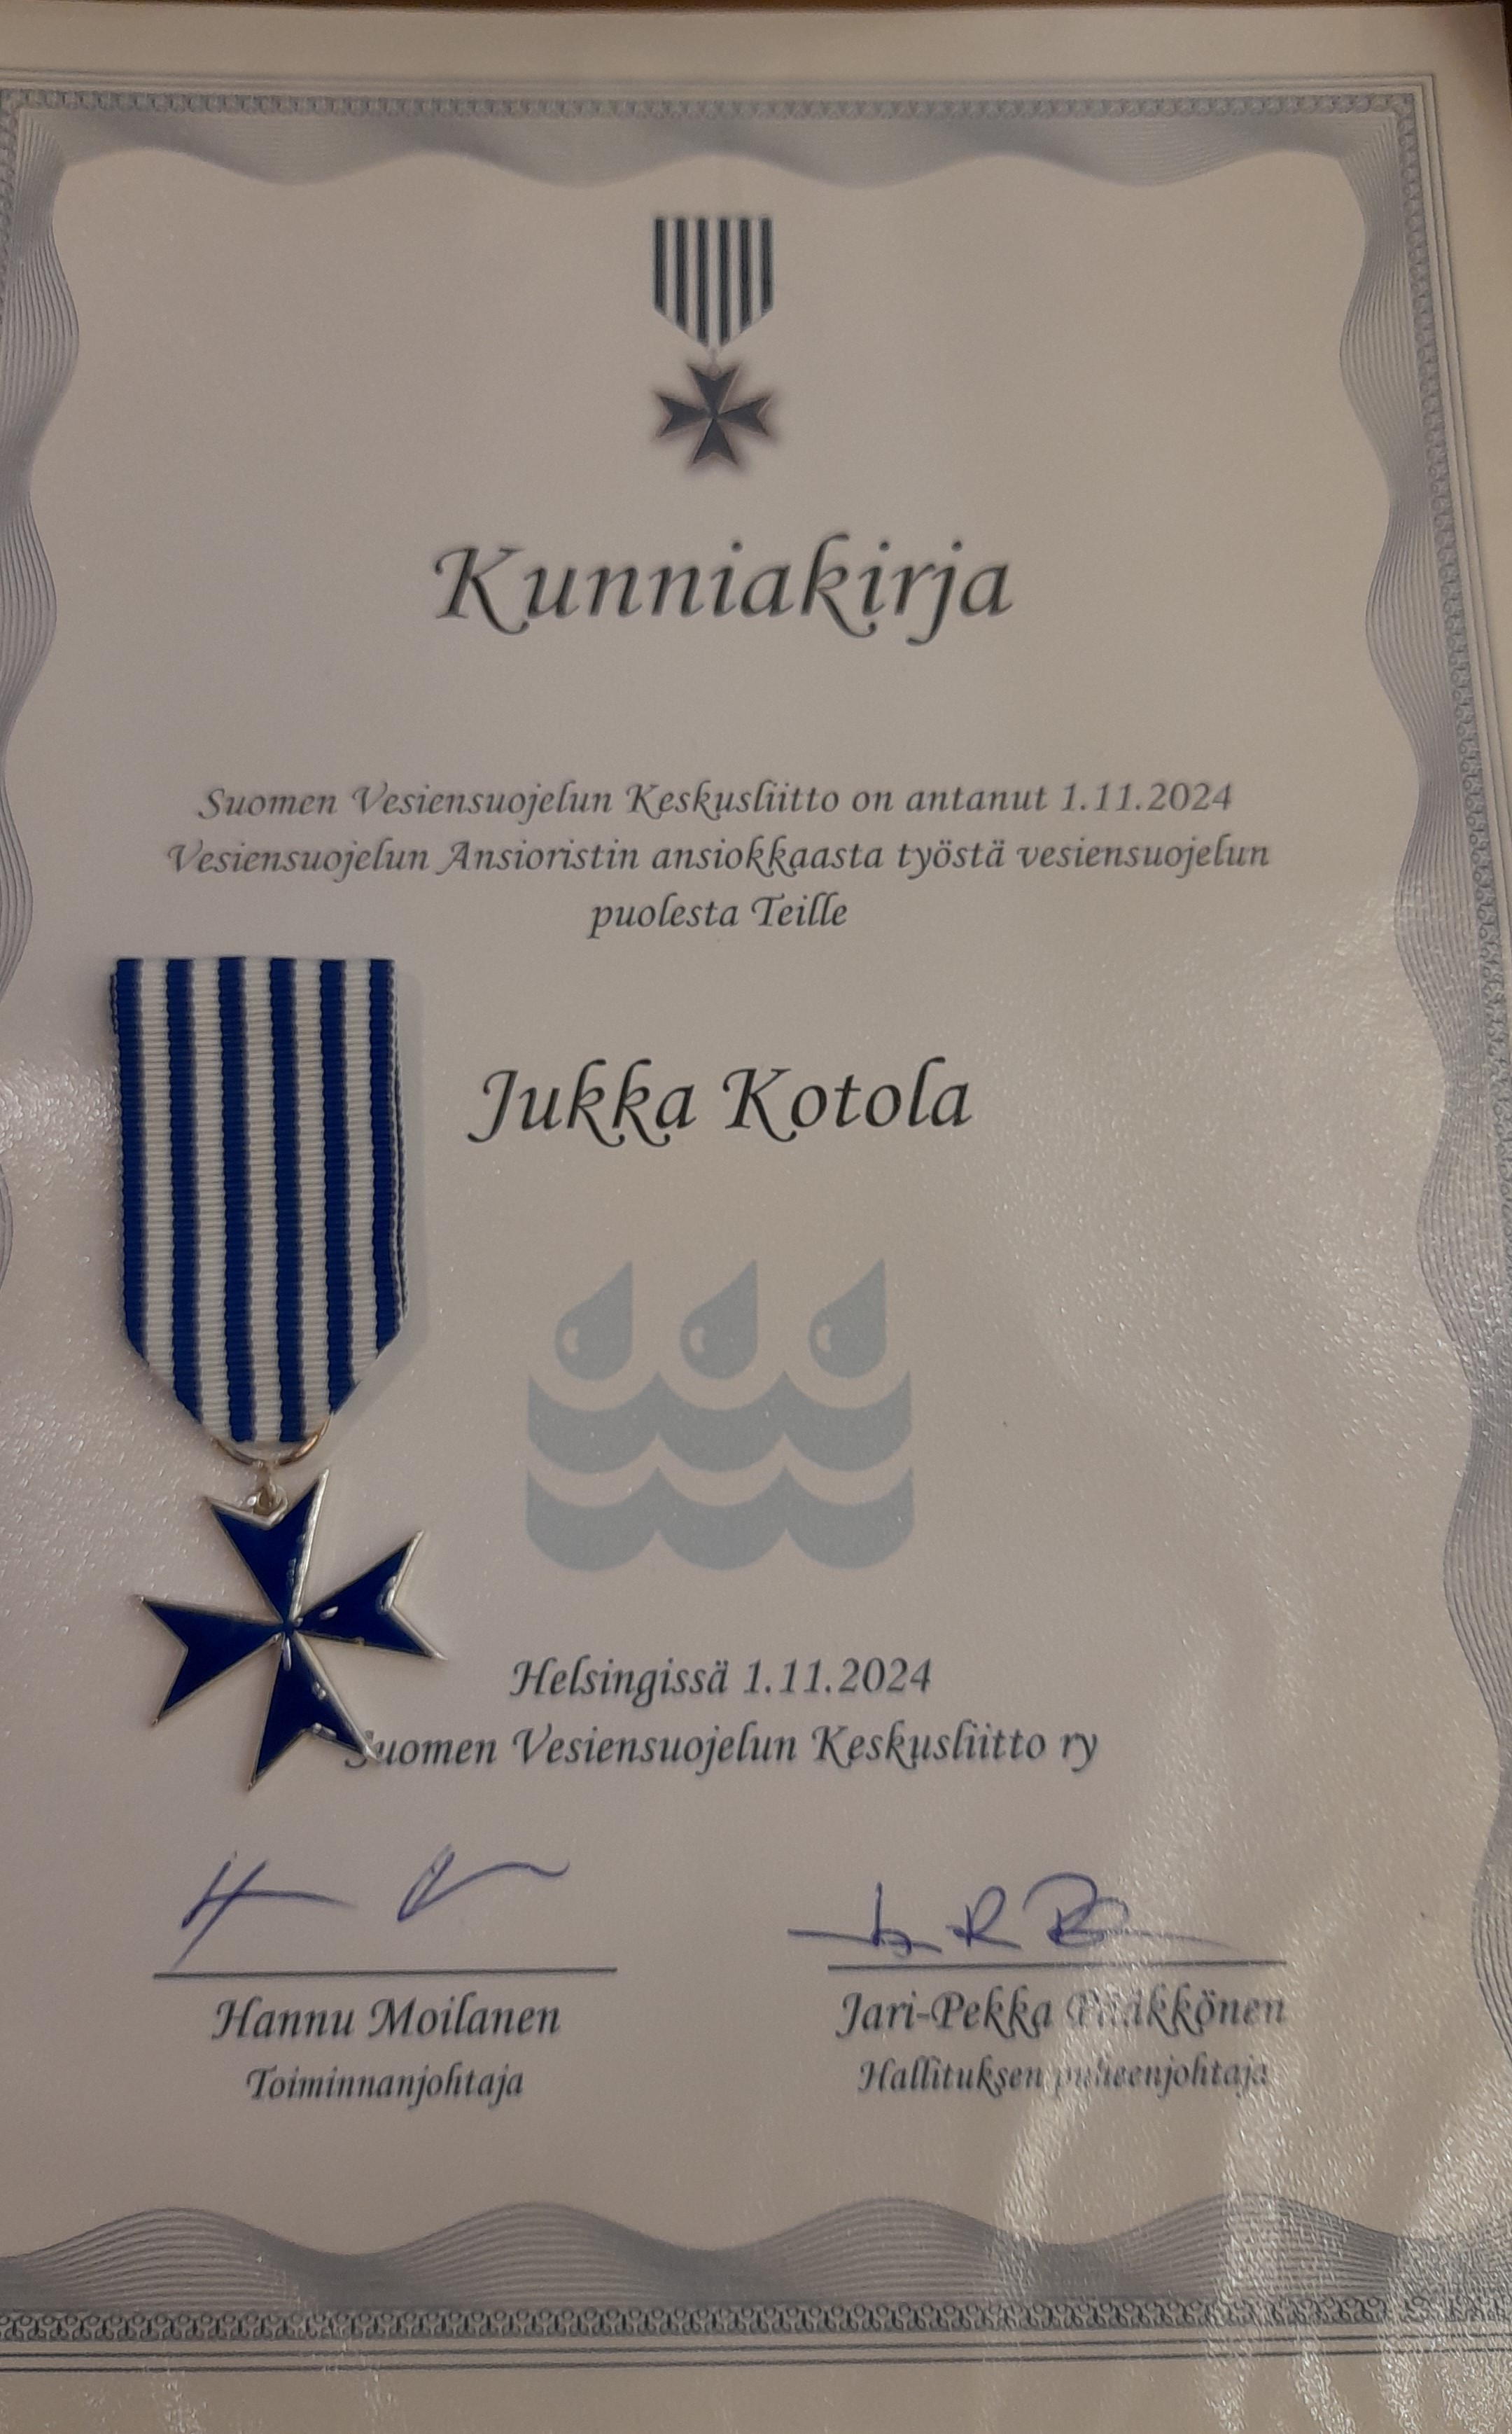 Kunniakirja
Suomen Vesiensuojelun Keskusliitto on antanut 1.11.2024
Vesiensuojelun Ansioristin ansiokkaasta työstä vesiensuojelun
puolesta Teille
Jukka Kotola
Helsingissä 1.11.2024
Suomen Vesiensuojelun Keskusliitto ry
Hannu Moilanen
Jari-Pekka Pääkkönen
Toiminnanjohtaja
Hallituksen puheenjohtaja